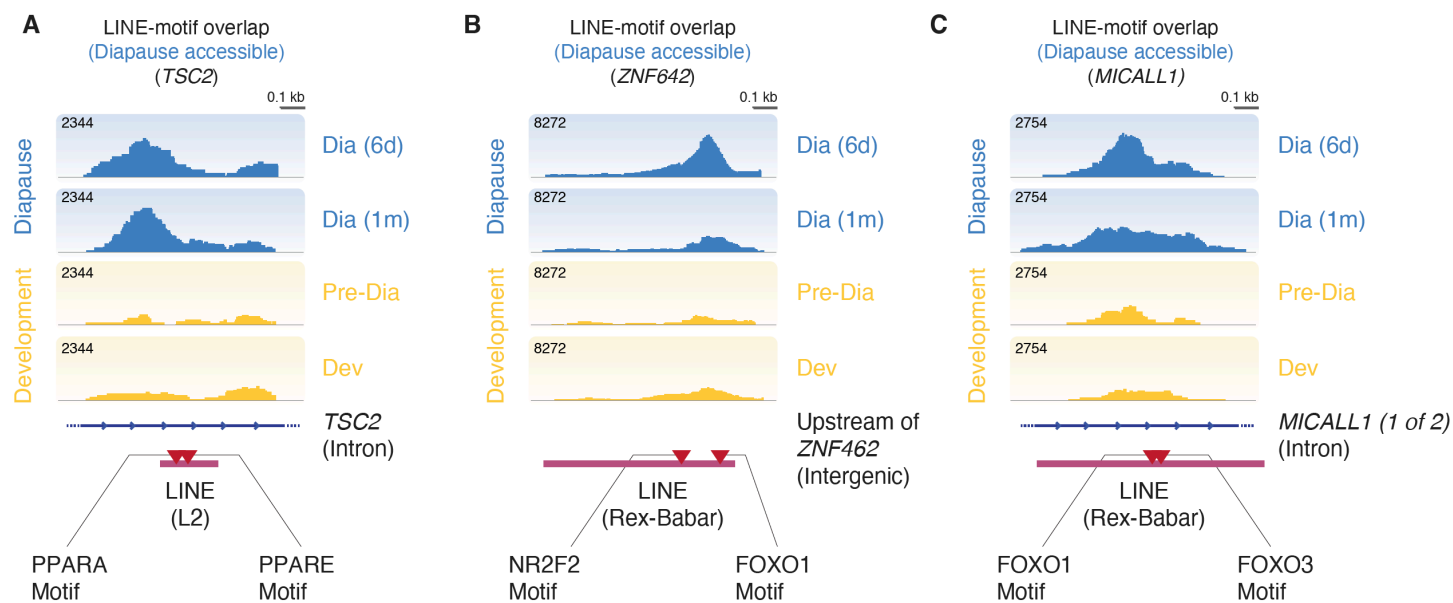 A
LINE-motif overlap
(Diapause accessible)
(TSC2)
0.1 kb
Diapause
2344
Dia (6d)
2344
Dia (1m)
Development
2344
Pre-Dia
2344
Dev
TSC2
(Intron)
LINE
(L2)
PPARA
Motif
PPARE
Motif
B
LINE-motif overlap
(Diapause accessible)
(ZNF642)
0.1 kb
Diapause
8272
Dia (6d)
8272
Dia (1m)
Development
8272
Pre-Dia
8272
Dev
Upstream of
ZNF462
(Intergenic)
LINE
(Rex-Babar)
NR2F2
Motif
FOXO1
Motif
C
LINE-motif overlap
(Diapause accessible)
(MICALL1)
0.1 kb
Diapause
2754
Dia (6d)
2754
Dia (1m)
Development
2754
Pre-Dia
2754
Dev
MICALL1 (1 of 2)
(Intron)
LINE
(Rex-Babar)
FOXO1
Motif
FOXO3
Motif